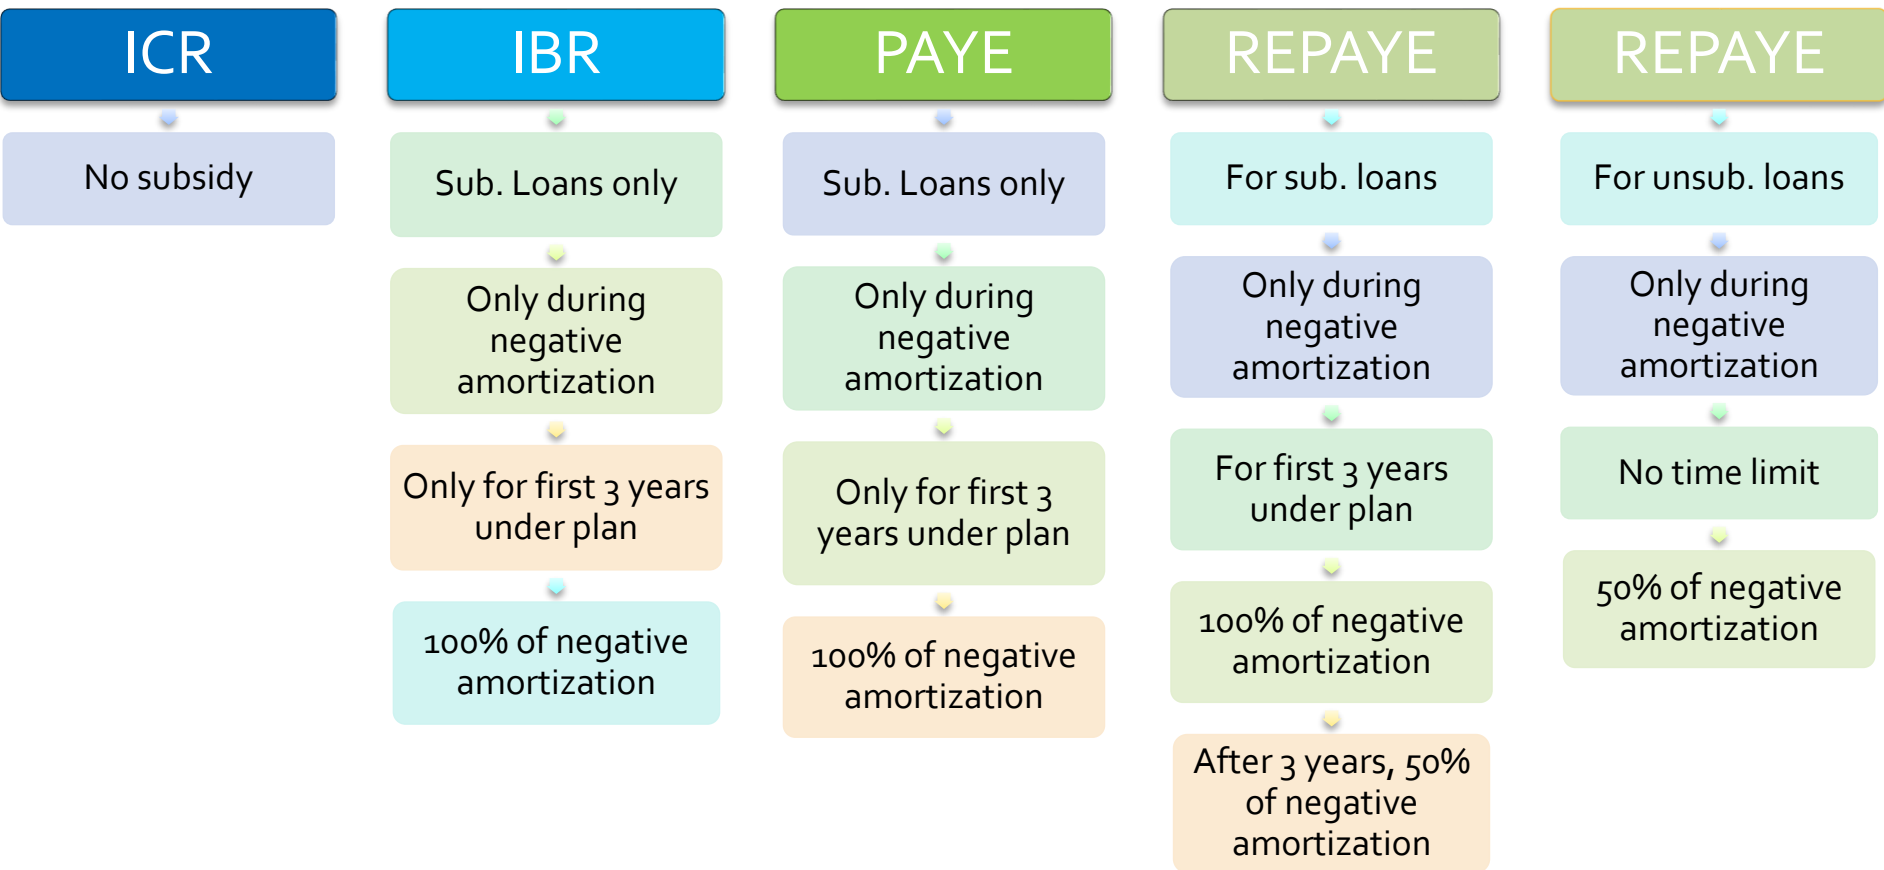 ICR
No subsidy
IBR
Sub. Loans only
Only during
negative
amortization
Only for first 3 years
under plan
100% of negative
amortization
PAYE
Sub. Loans only
Only during
negative
amortization
Only for first 3
years under plan
100% of negative
amortization
REPAYE
For sub. loans
Only during
negative
amortization
For first 3 years
under plan
100% of negative
amortization
After 3 years, 50%
of negative
amortization
REPAYE
For unsub. loans
Only during
negative
amortization
No time limit
50% of negative
amortization